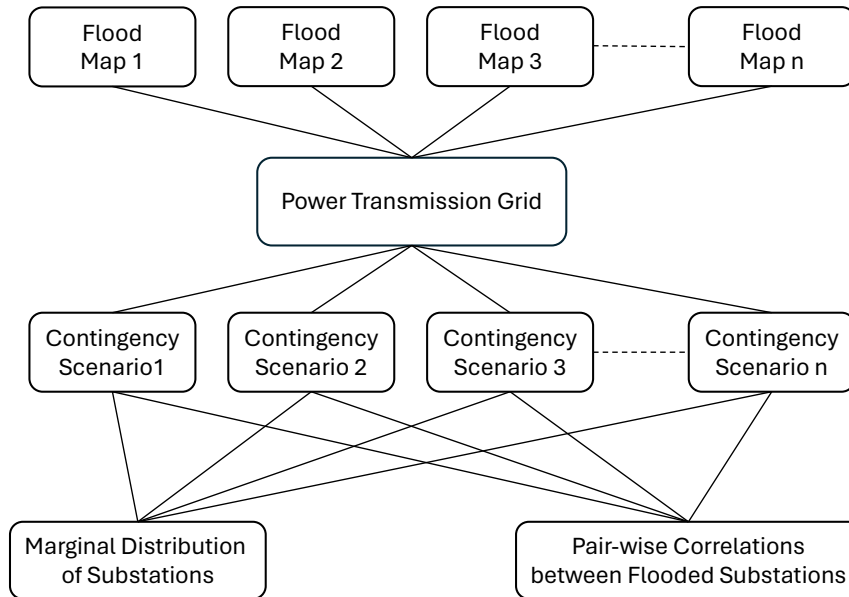 Flood
Map 1
Flood
Map 2
Flood
Map 3
Flood
Map n
Power Transmission Grid
Contingency
Scenario1
Contingency
Scenario 2
Contingency
Scenario 3
Contingency
Scenario n
Marginal Distribution
of Substations
Pair-wise Correlations
between Flooded Substations